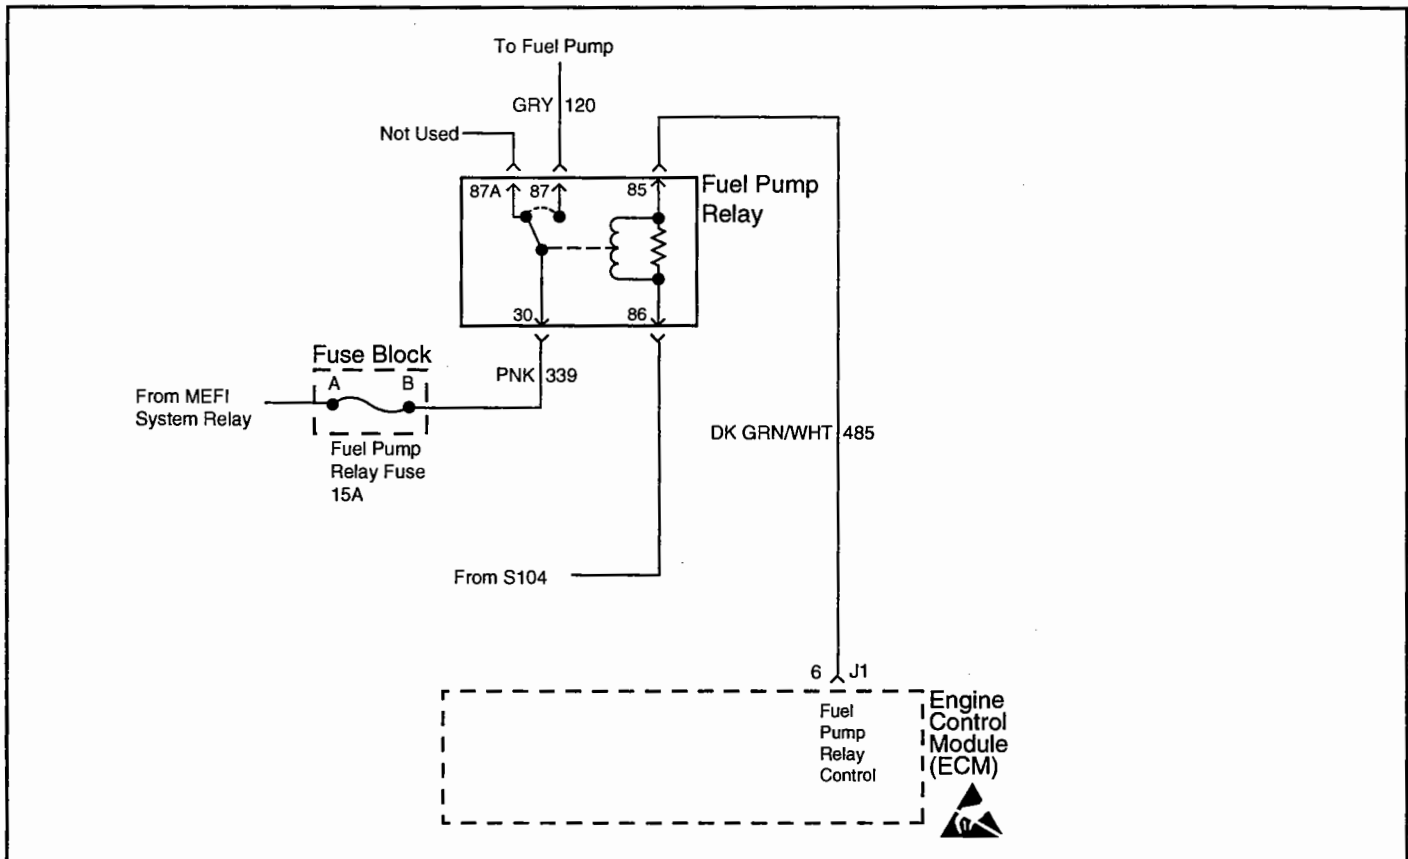 To Fuel Pump
GRY 120
Not Used
87A 87 85
Fuel Pump
Relay
30 86
Fuse Block
A B
PNK 339
From MEFI
System Relay
Fuel Pump
Relay Fuse
15A
DK GRN/WHT 485
From S104
6 J1
Fuel
Pump
Relay
Control
Engine
Control
Module
(ECM)